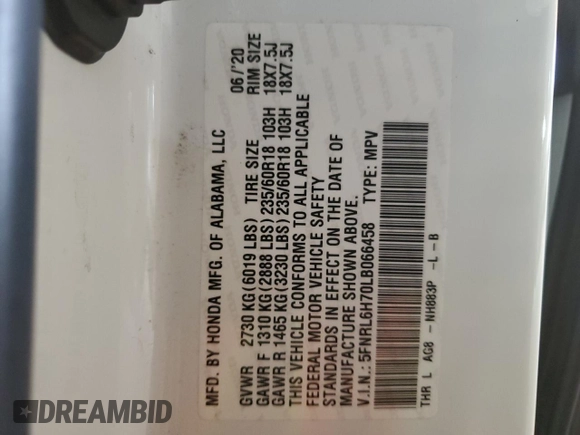 MFD. BY HONDA MFG. OF ALABAMA, LLC 06/'20
GVWR 2730 KG(6019 LBS) TIRE SIZE RIM SIZE
GAWR F 1310 KG(2888 LBS)235/60R18 103H 18X7.5J
GAWR R 1465 KG(3230 LBS)235/60R18 103H 18X7.5J
THIS VEHICLE CONFORMS TO ALL APPLICABLE
FEDERAL MOTOR VEHICLE SAFETY
STANDARDS IN EFFECT ON THE DATE OF
MANUFACTURE SHOWN ABOVE.
V.I.N.: 5FNRL6H70LB066458 TYPE: MPV
THR L AG8 - NH883P -L - B
DREAMBID